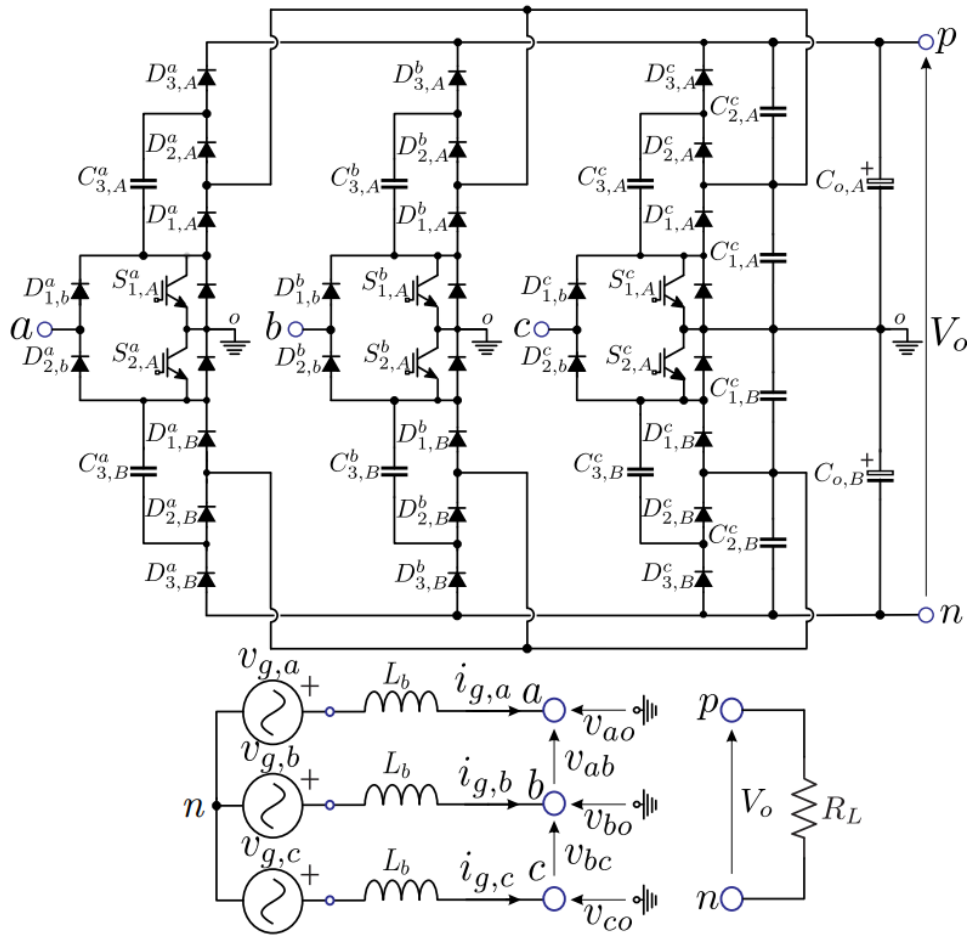 p
D^a_{3,A} D^b_{3,A} D^c_{3,A}
C^c_{2,A}
D^a_{2,A} D^b_{2,A} D^c_{2,A}
C^a_{3,A} C^b_{3,A} C^c_{3,A} C_{o,A} +
D^a_{1,A} D^b_{1,A} D^c_{1,A}
C^c_{1,A}
D^a_{1,b} S^a_{1,A} D^b_{1,b} S^b_{1,A} D^c_{1,b} S^c_{1,A}
a o b o c o V_o
D^a_{2,b} S^a_{2,A} D^b_{2,b} S^b_{2,A} D^c_{2,b} S^c_{2,A}
C^c_{1,B}
D^a_{1,B} D^b_{1,B} D^c_{1,B}
C^a_{3,B} C^b_{3,B} C^c_{3,B} C_{o,B} +
D^a_{2,B} D^b_{2,B} D^c_{2,B}
C^c_{2,B}
D^a_{3,B} D^b_{3,B} D^c_{3,B}
n
v_{g,a} + L_b i_{g,a} a v_{ao} p
v_{ab}
v_{g,b} + L_b i_{g,b} b v_{bo} V_o R_L
n
v_{bc}
v_{g,c} + L_b i_{g,c} c v_{co} n